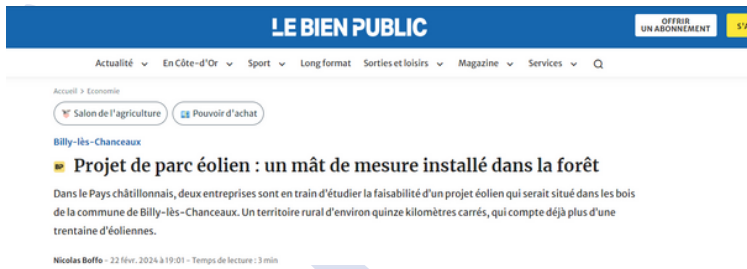 LE BIEN PUBLIC
OFFRIR
UN ABONNEMENT
S'A
Actualité
En Côte-d'Or
Sport
Long format
Sorties et loisirs
Magazine
Services
Accueil > Economie
Salon de l'agriculture
Pouvoir d'achat
Billy-lès-Chanceaux
BP Projet de parc éolien : un mât de mesure installé dans la forêt
Dans le Pays châtillonnais, deux entreprises sont en train d'étudier la faisabilité d'un projet éolien qui serait situé dans les bois
de la commune de Billy-lès-Chanceaux. Un territoire rural d'environ quinze kilomètres carrés, qui compte déjà plus d'une
trentaine d'éoliennes.
Nicolas Boffo - 22 févr. 2024 à 19:01 - Temps de lecture : 3 min